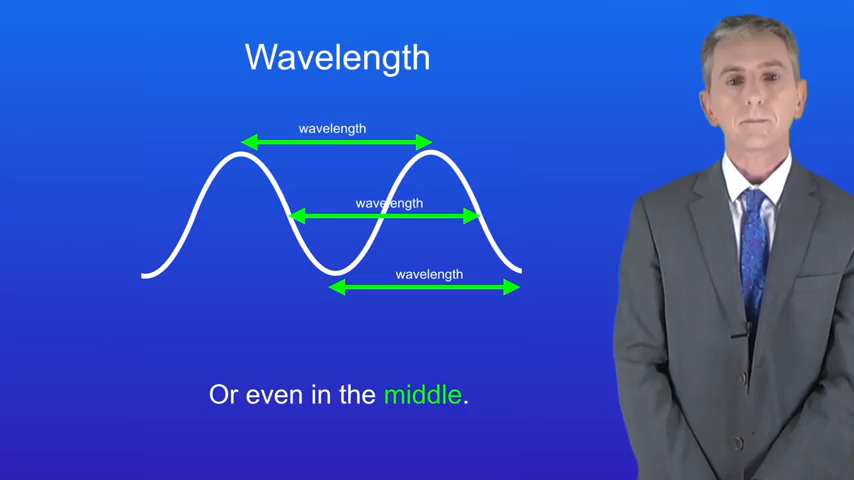 Wavelength
wavelength
wavelength
wavelength
Or even in the middle.